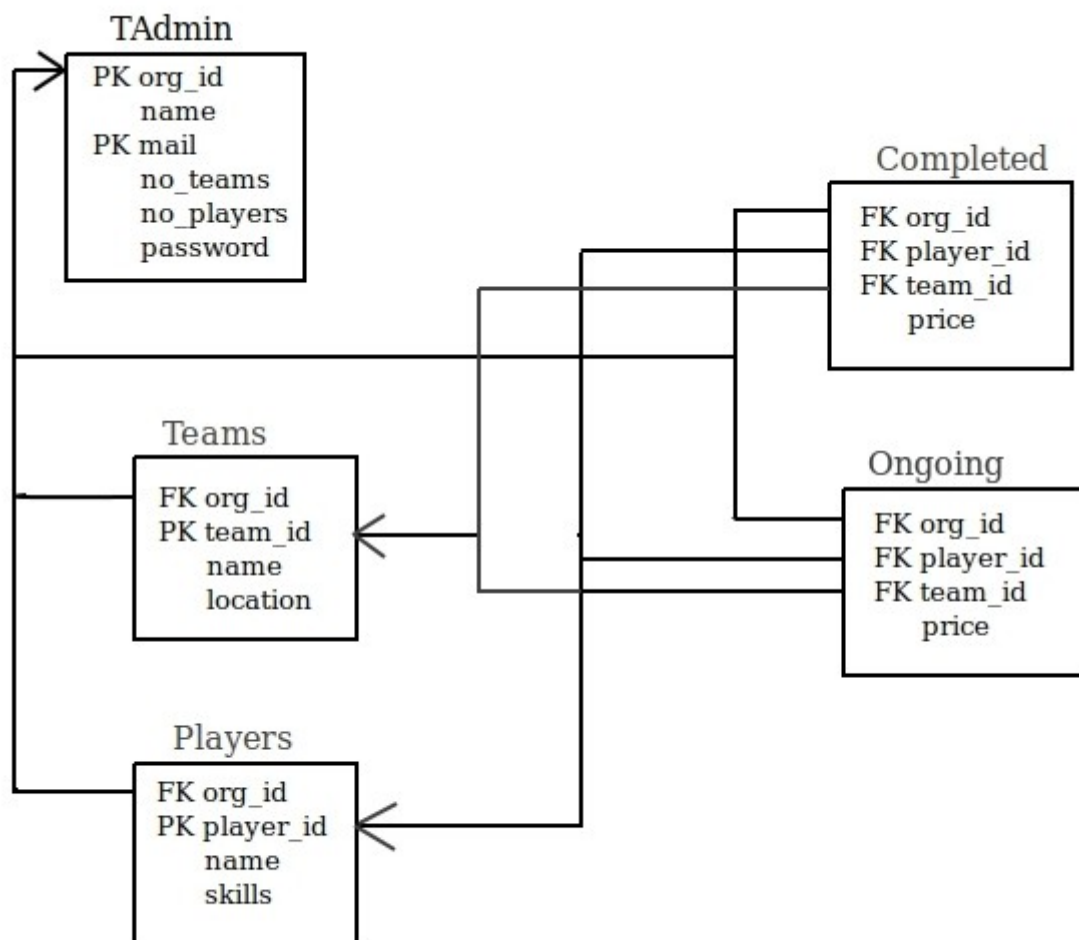 TAdmin
PK org_id
name
PK mail
no_teams
no_players
password
Completed
FK org_id
FK player_id
FK team_id
price
Teams
FK org_id
PK team_id
name
location
Ongoing
FK org_id
FK player_id
FK team_id
price
Players
FK org_id
PK player_id
name
skills